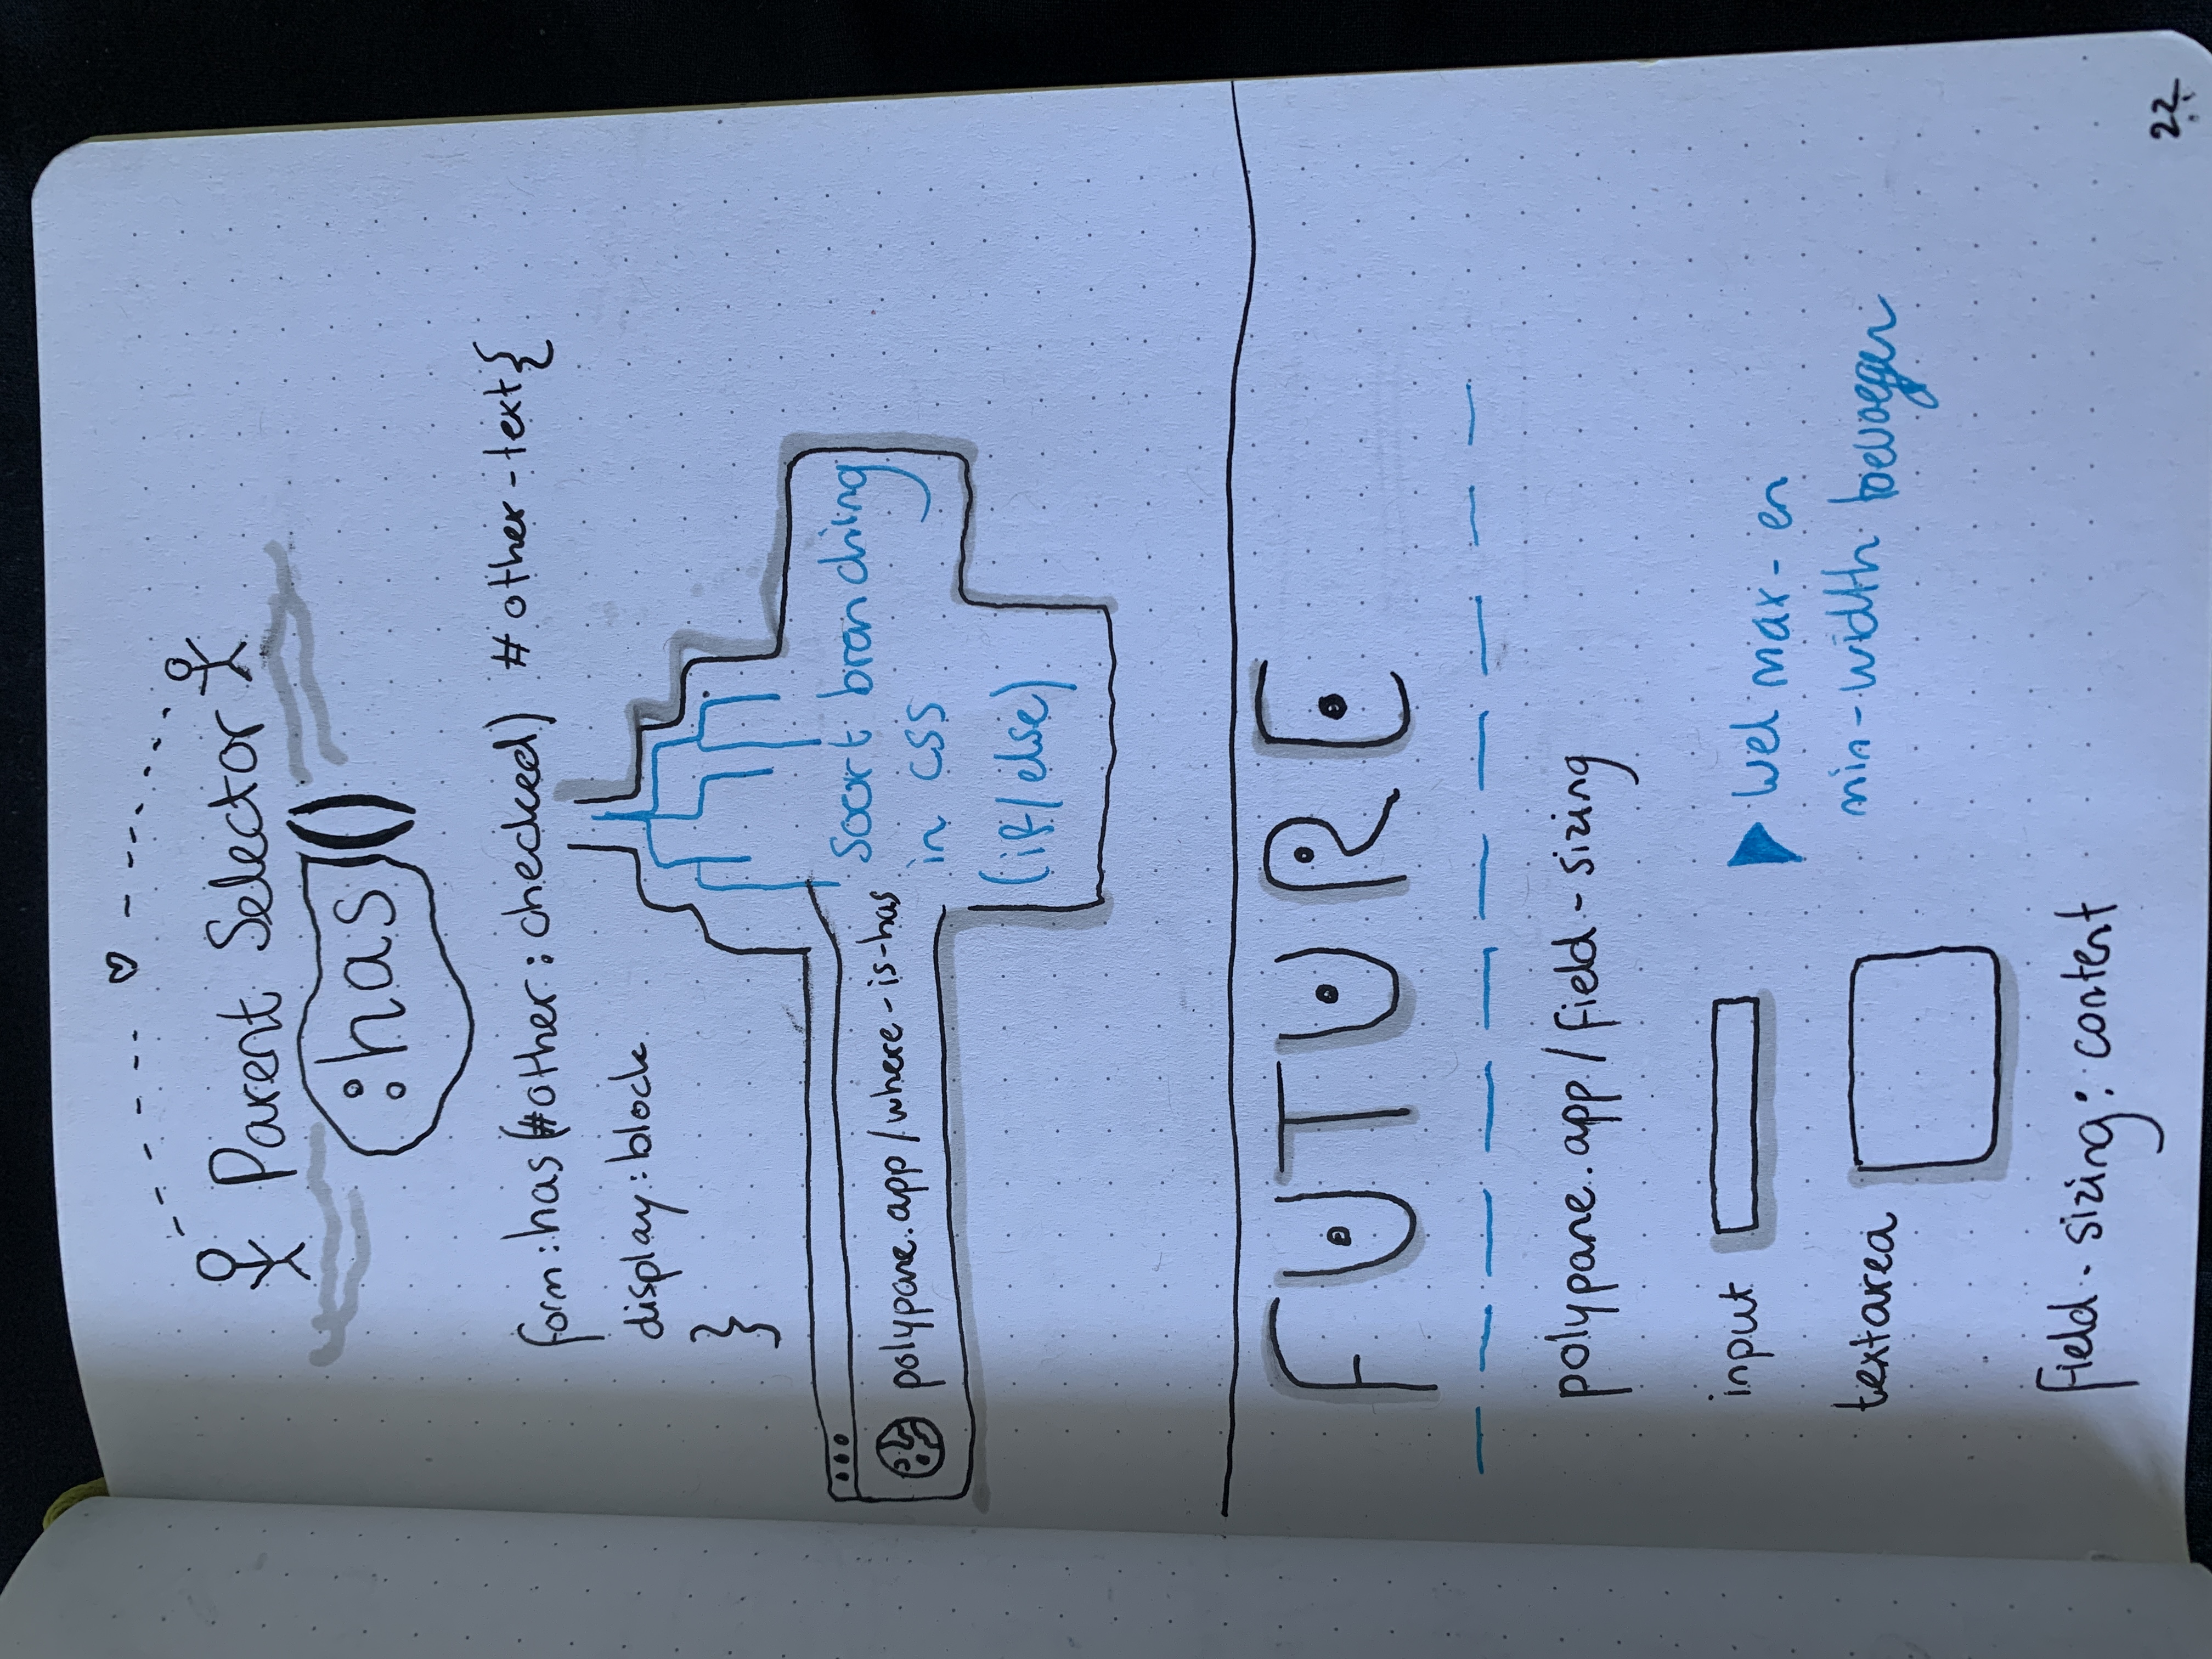 Parent Selector
:has()
form:has(#other:checked) #other-text{
display:block
}
polypane.app/where-is-has
soort branching
in css
(if/else)
FUTURE
polypane.app/field-sizing
input
wel max- en
min-width toevoegen
textarea
field-sizing: content
22